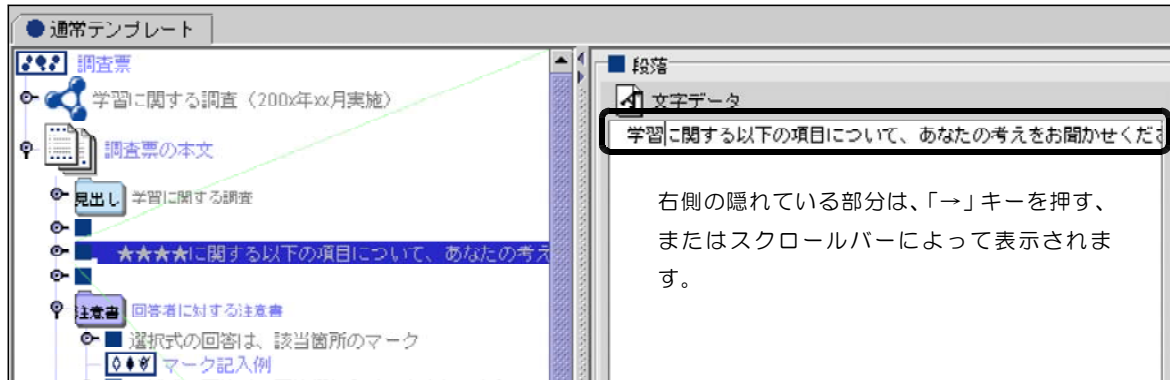 通常テンプレート
調査票
学習に関する調査（200x年xx月実施）
調査票の本文
見出し 学習に関する調査
★★★★に関する以下の項目について、あなたの考え
注意書 回答者に対する注意書
選択式の回答は、該当箇所のマーク
マーク記入例
段落
文字データ
学習に関する以下の項目について、あなたの考えをお聞かせくださ
右側の隠れている部分は、「→」キーを押す、
またはスクロールバーによって表示されま
す。